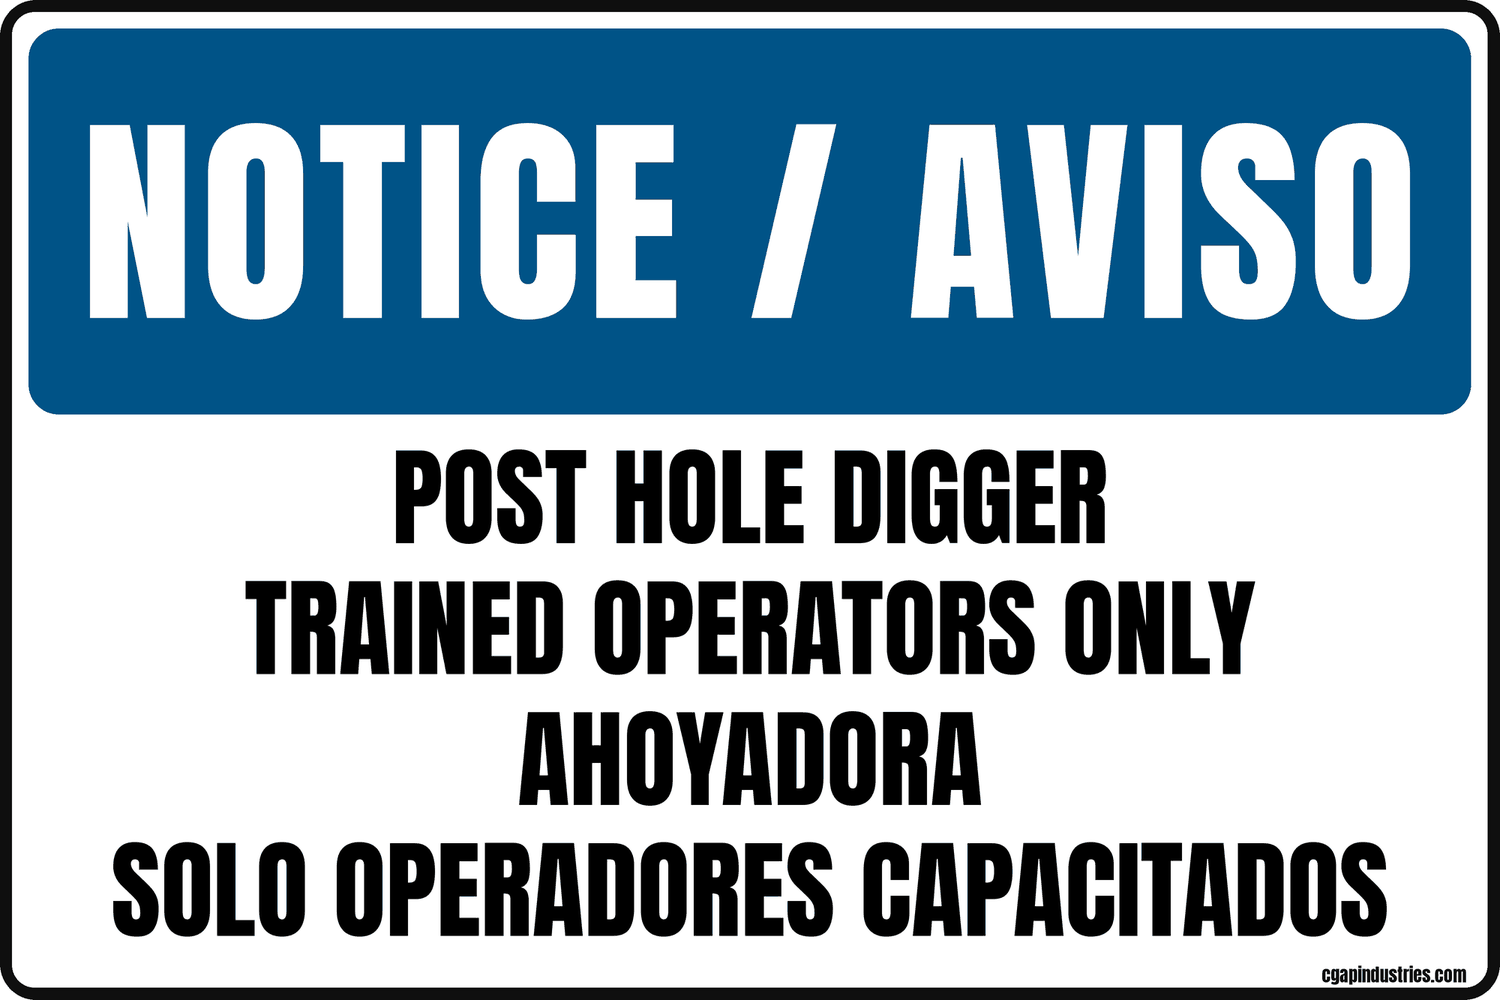 NOTICE / AVISO
POST HOLE DIGGER
TRAINED OPERATORS ONLY
AHOYADORA
SOLO OPERADORES CAPACITADOS
cgapindustries.com